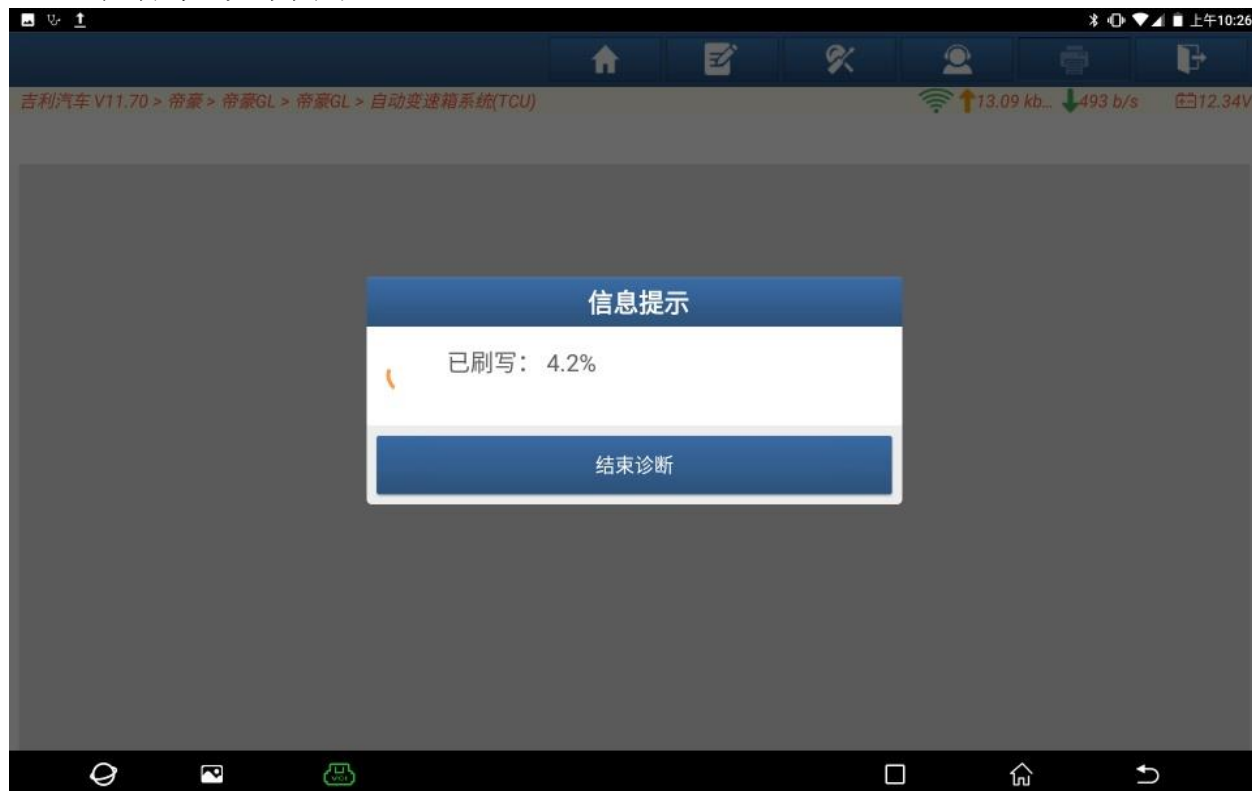 上午10:26
吉利汽车 V11.70 > 帝豪 > 帝豪GL > 帝豪GL > 自动变速箱系统(TCU)
13.09 kb... 493 b/s 12.34V
信息提示
已刷写： 4.2%
结束诊断
VCI